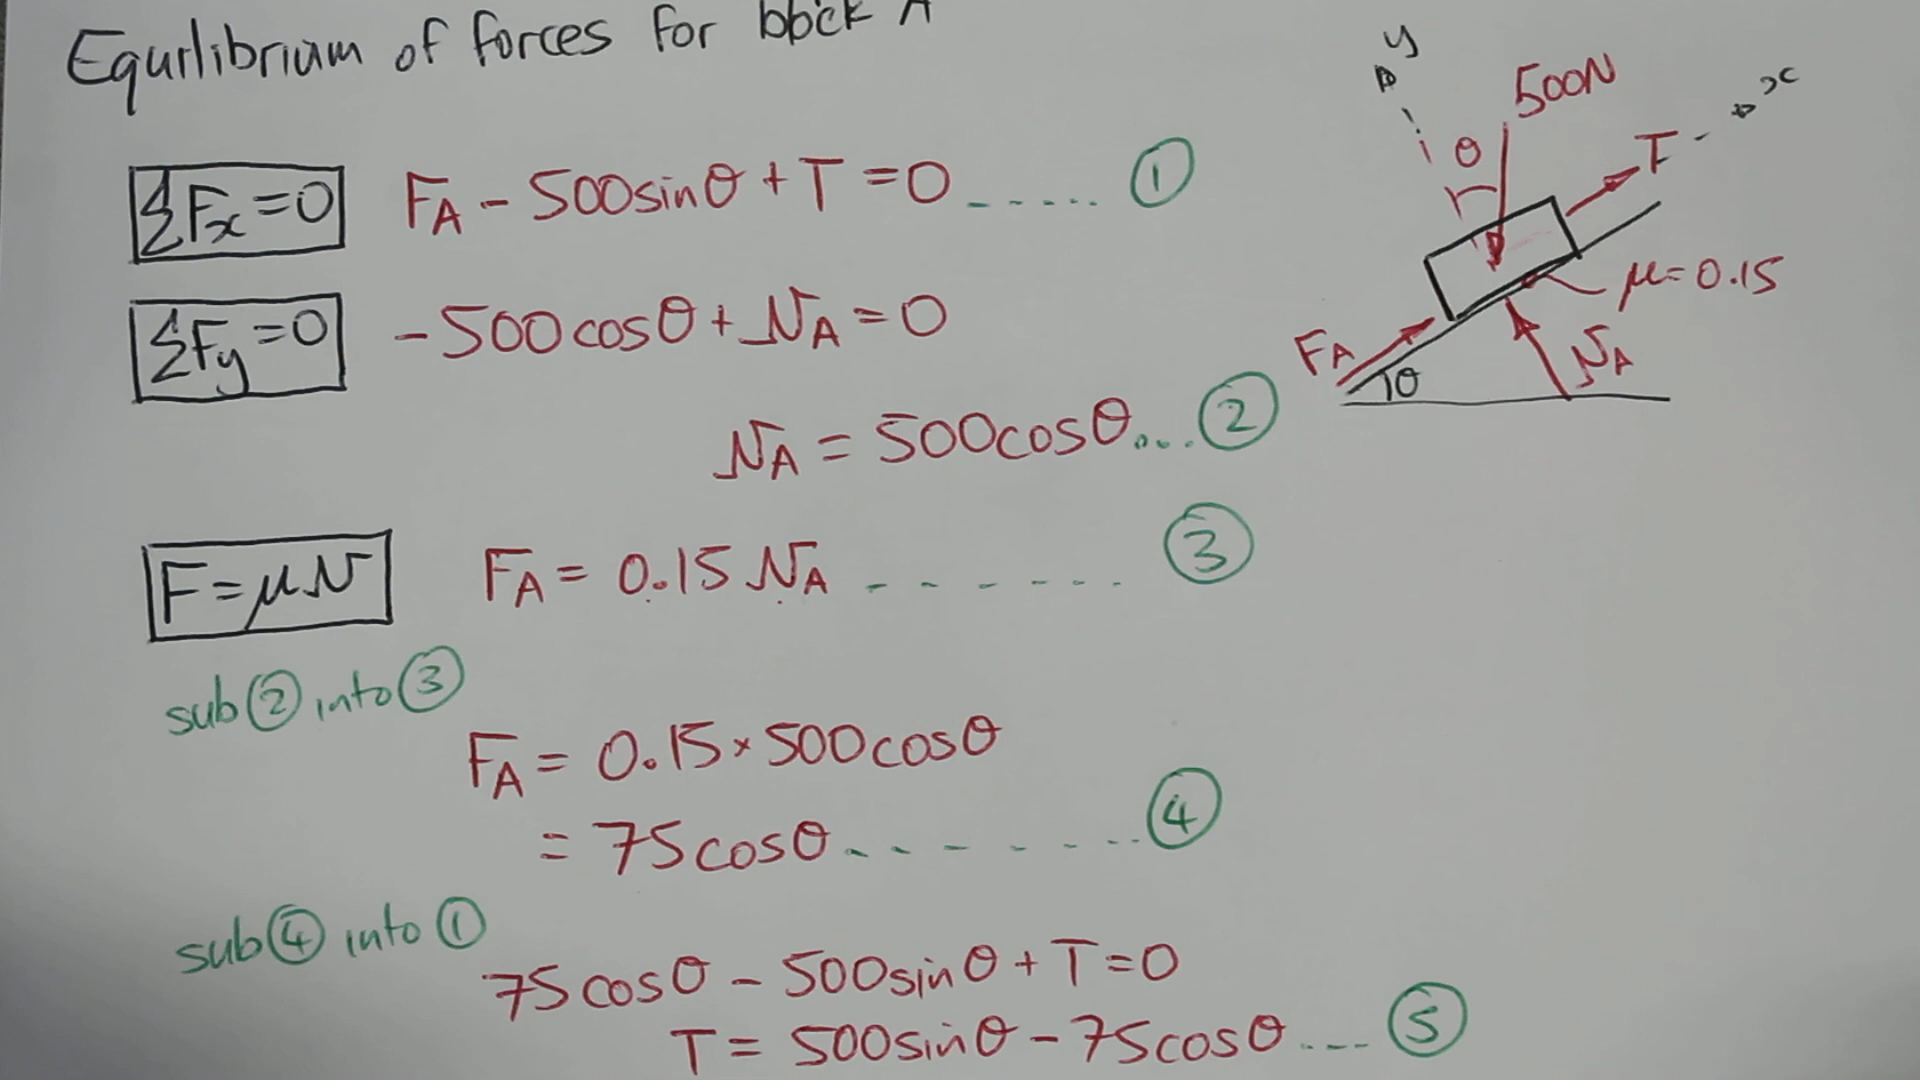 Equilibrium of forces for block A
ΣFx=0 FA - 500sinθ + T = 0 ..... ①
ΣFy=0 -500cosθ + NA = 0
NA = 500cosθ... ②
F=μN FA = 0.15 NA - - - - - - ③
sub ② into ③
FA = 0.15 × 500cosθ
= 75cosθ - - - - - - - ④
sub ④ into ①
75cosθ - 500sinθ + T = 0
T = 500sinθ - 75cosθ .... ⑤
y
500N
x
θ
T
μ=0.15
FA
NA
θ